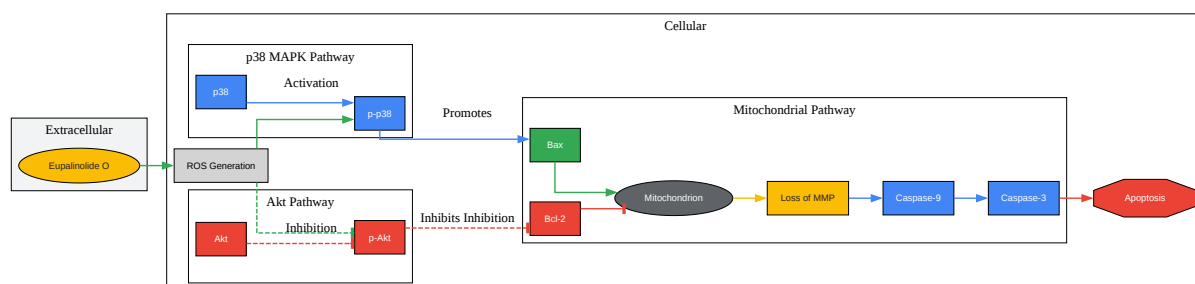 Cellular
p38 MAPK Pathway
p38
Activation
p-p38
Promotes
Mitochondrial Pathway
Extracellular
Eupalinolide O
ROS Generation
Bax
Akt Pathway
Akt
Inhibition
p-Akt
Inhibits Inhibition
Bcl-2
Mitochondrion
Loss of MMP
Caspase-9
Caspase-3
Apoptosis